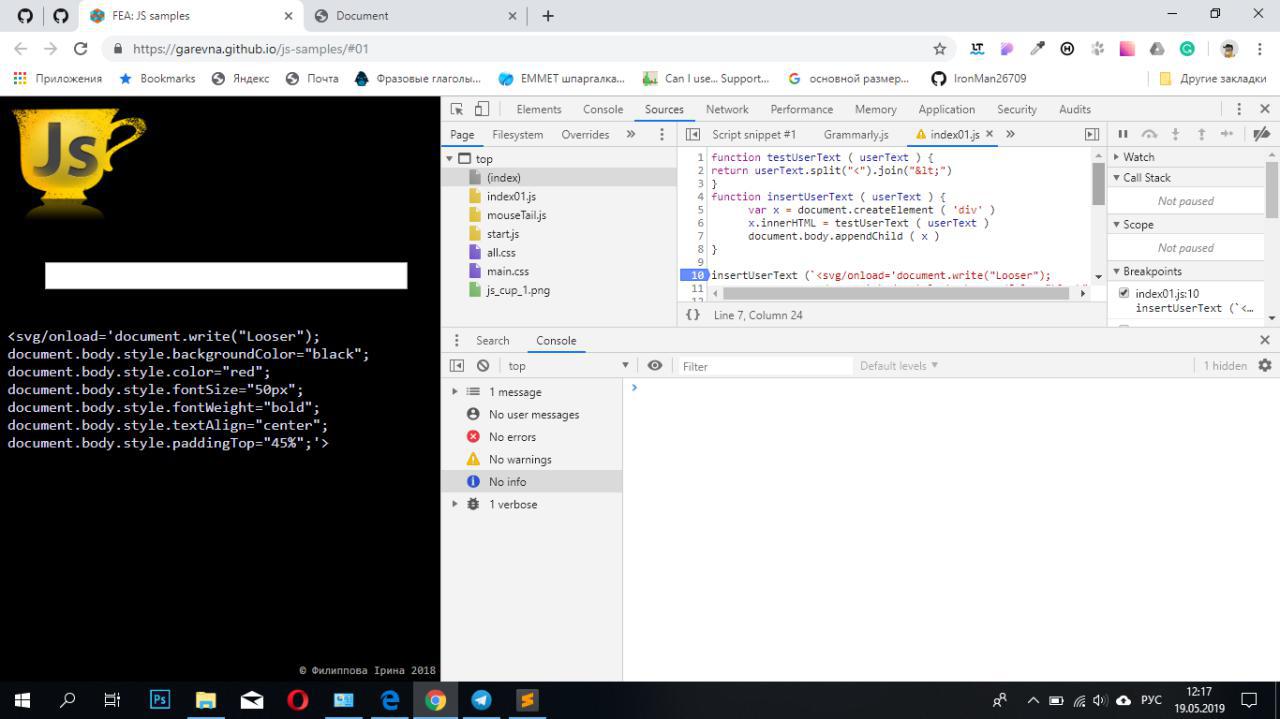 FEA: JS samples
Document
https://garevna.github.io/js-samples/#01
Приложения
Bookmarks
Яндекс
Почта
Фразовые глаголы...
EMMET шпаргалка...
Can I use... Support...
основной размер...
IronMan26709
Другие закладки
Js
<svg/onload='document.write("Looser");
document.body.style.backgroundColor="black";
document.body.style.color="red";
document.body.style.fontSize="50px";
document.body.style.fontWeight="bold";
document.body.style.textAlign="center";
document.body.style.paddingTop="45%";'>
© Филиппова Ірина 2018
Elements Console Sources Network Performance Memory Application Security Audits
Page Filesystem Overrides »
top
(index)
index01.js
mouseTail.js
start.js
all.css
main.css
js_cup_1.png
Script snippet #1 Grammarly.js index01.js × »
1 function testUserText ( userText ) {
2 return userText.split("<").join("&lt;")
3 }
4 function insertUserText ( userText ) {
5 var x = document.createElement ( 'div' )
6 x.innerHTML = testUserText ( userText )
7 document.body.appendChild ( x )
8 }
9
10 insertUserText (`<svg/onload='document.write("Looser");
11
{} Line 7, Column 24
Watch
Call Stack
Not paused
Scope
Not paused
Breakpoints
index01.js:10
insertUserText (`<...
Search Console
top
Filter
Default levels
1 hidden
1 message
No user messages
No errors
No warnings
No info
1 verbose
Ps
РУС
12:17
19.05.2019